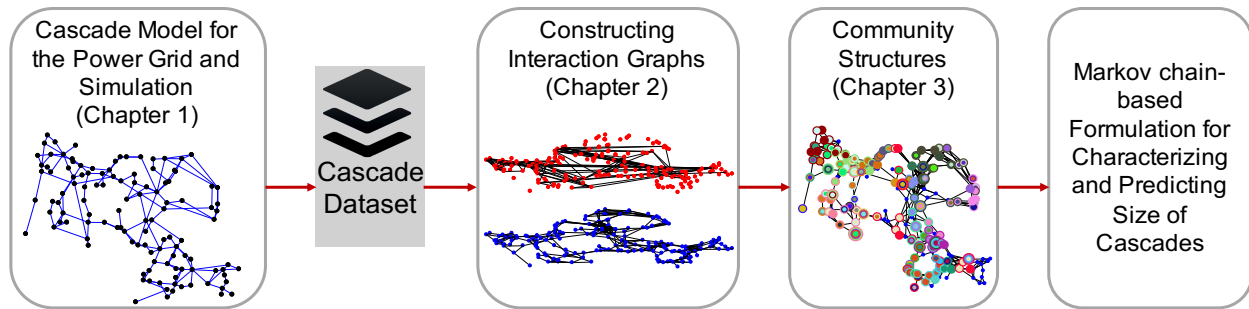 Cascade Model for
the Power Grid and
Simulation
(Chapter 1)
Cascade
Dataset
Constructing
Interaction Graphs
(Chapter 2)
Community
Structures
(Chapter 3)
Markov chain-
based
Formulation for
Characterizing
and Predicting
Size of
Cascades